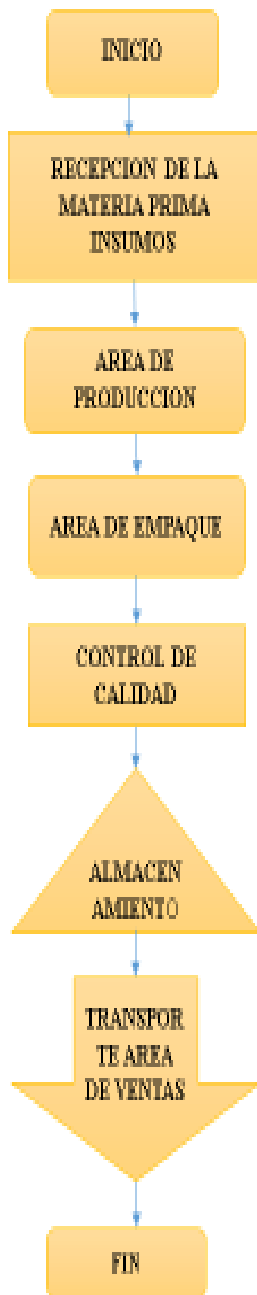 INICIO
RECEPCION DE LA
MATERIA PRIMA
INSUMOS
AREA DE
PRODUCCION
AREA DE EMPAQUE
CONTROL DE
CALIDAD
ALMACEN
AMIENTO
TRANSPOR
TE AREA
DE VENTAS
FIN